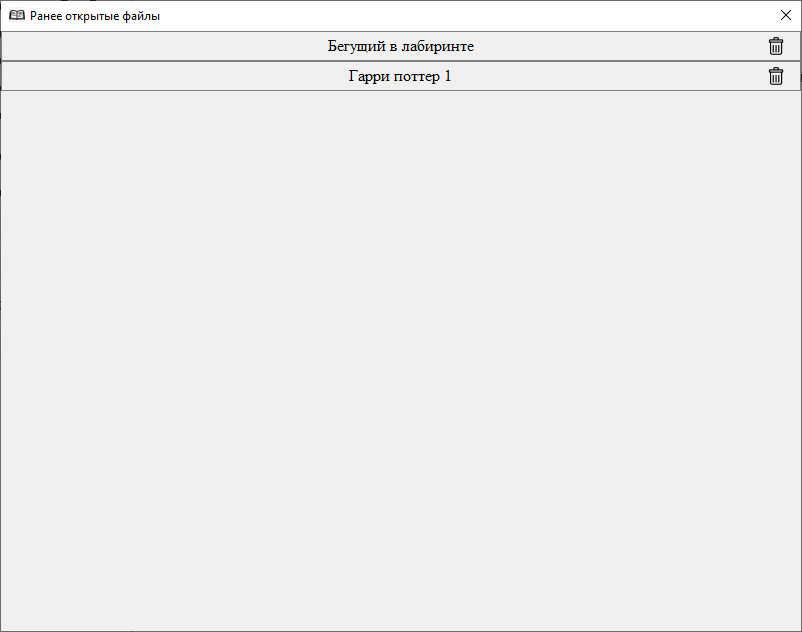 Ранее открытые файлы
Бегущий в лабиринте
Гарри поттер 1